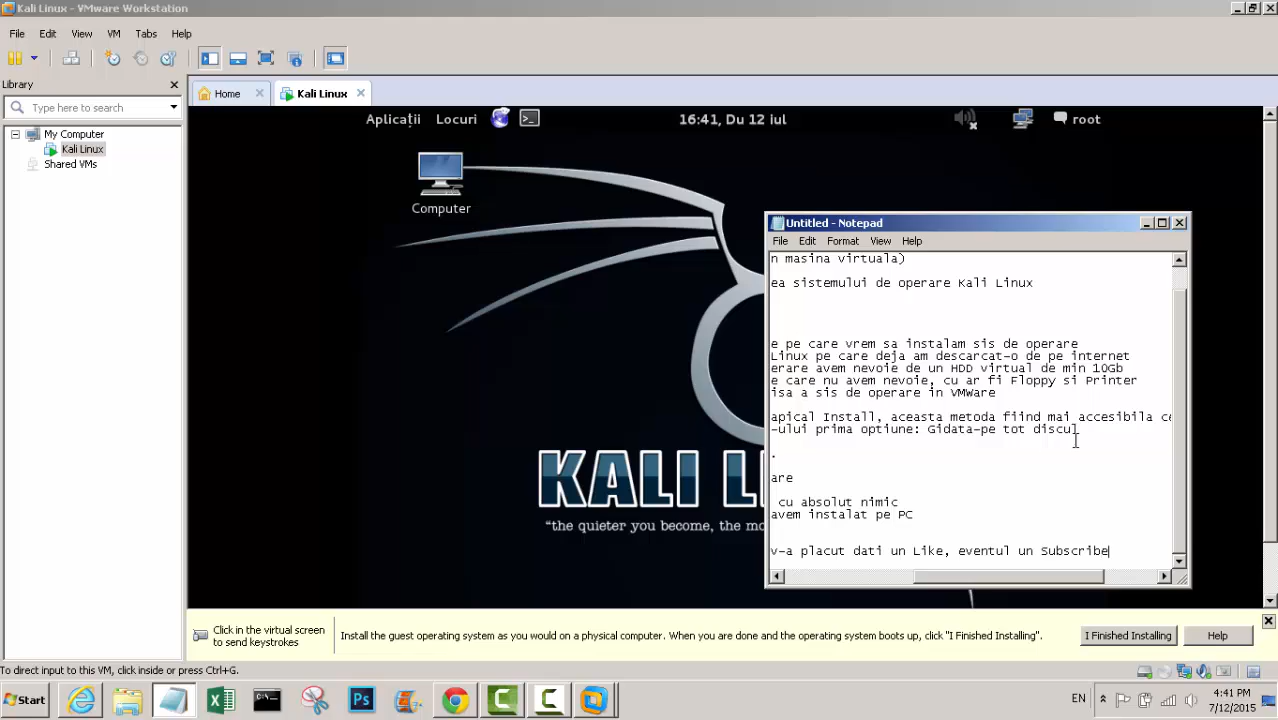 Kali Linux - VMware Workstation
File Edit View VM Tabs Help
Library
Type here to search
My Computer
Kali Linux
Shared VMs
Home
Kali Linux
Aplicații Locuri
16:41, Du 12 iul
root
Computer
Untitled - Notepad
File Edit Format View Help
n masina virtuala)
ea sistemului de operare Kali Linux
e pe care vrem sa instalam sis de operare
Linux pe care deja am descarcat-o de pe internet
erare avem nevoie de un HDD virtual de min 10Gb
e care nu avem nevoie, cu ar fi Floppy si Printer
isa a sis de operare in VMWare
apical Install, aceasta metoda fiind mai accesibila ce
-ului prima optiune: Gidata-pe tot discul
.
are
cu absolut nimic
avem instalat pe PC
v-a placut dati un Like, eventul un Subscribe
KALI LI
"the quieter you become, the mo
Click in the virtual screen
to send keystrokes
Install the guest operating system as you would on a physical computer. When you are done and the operating system boots up, click "I Finished Installing".
I Finished Installing
Help
To direct input to this VM, click inside or press Ctrl+G.
Start
Ps
EN
4:41 PM
7/12/2015